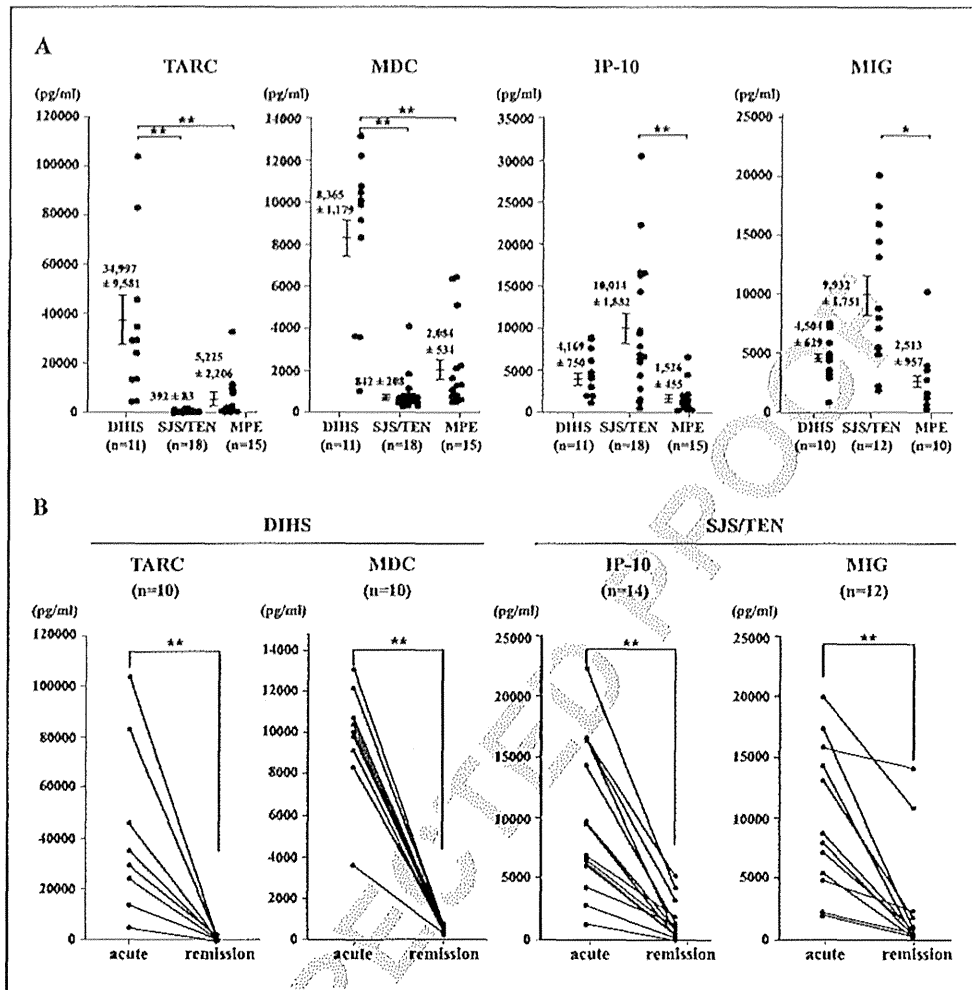 A
TARC
MDC
IP-10
MIG
(pg/ml)
(pg/ml)
(pg/ml)
(pg/ml)
120000
100000
80000
60000
40000
20000
0
**
**
34,997
± 9,581
392 ± 83
5,225
± 2,206
DIHS
(n=11)
SJS/TEN
(n=18)
MPE
(n=15)
14000
12000
10000
8000
6000
4000
2000
0
**
**
8,365
± 1,179
842 ± 208
2,054
± 534
DIHS
(n=11)
SJS/TEN
(n=18)
MPE
(n=15)
35000
30000
25000
20000
15000
10000
5000
0
**
4,169
± 750
10,014
± 1,882
1,526
± 455
DIHS
(n=11)
SJS/TEN
(n=18)
MPE
(n=15)
25000
20000
15000
10000
5000
0
*
4,504
± 629
9,932
± 1,751
2,513
± 957
DIHS
(n=10)
SJS/TEN
(n=12)
MPE
(n=10)
B
DIHS
SJS/TEN
TARC
(n=10)
MDC
(n=10)
IP-10
(n=14)
MIG
(n=12)
(pg/ml)
(pg/ml)
(pg/ml)
(pg/ml)
120000
100000
80000
60000
40000
20000
0
**
acute
remission
14000
12000
10000
8000
6000
4000
2000
0
**
acute
remission
25000
20000
15000
10000
5000
0
**
acute
remission
25000
20000
15000
10000
5000
0
**
acute
remission
ECTED PROOF